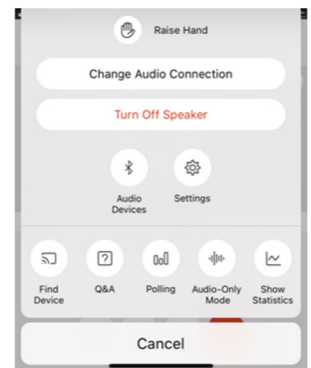 Raise Hand
Change Audio Connection
Turn Off Speaker
Audio Devices
Settings
Find Device
Q&A
Polling
Audio-Only Mode
Show Statistics
Cancel